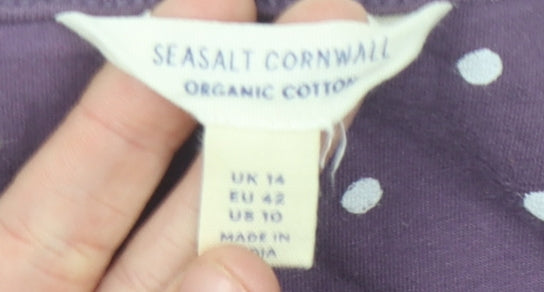 SEASALT CORNWALL
ORGANIC COTTON
UK 14
EU 42
US 10
MADE IN